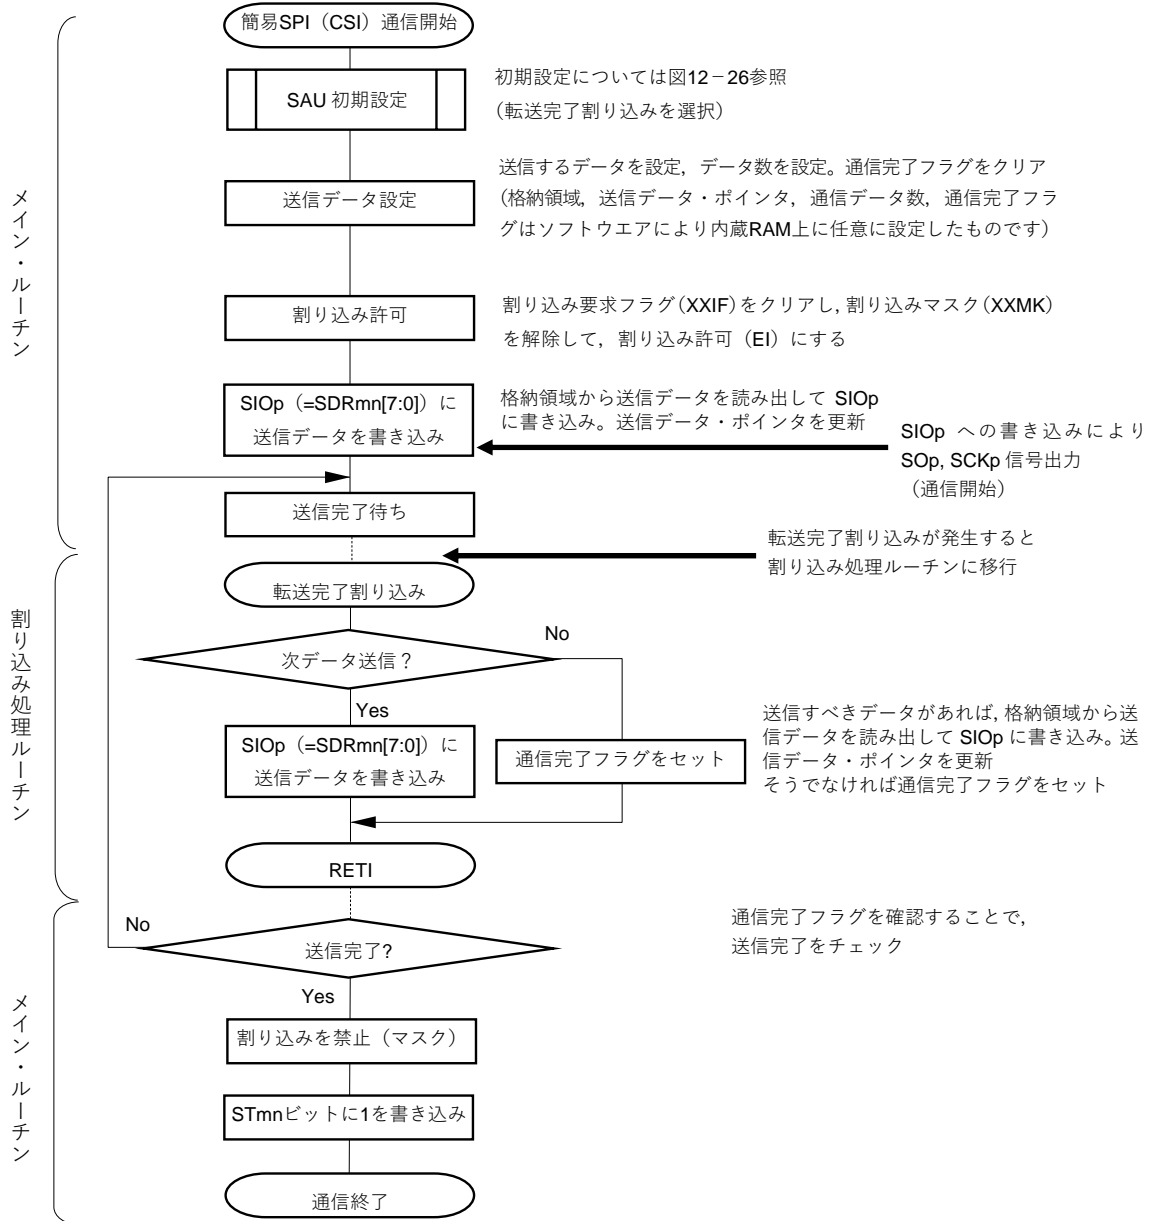 簡易SPI（CSI）通信開始
SAU 初期設定
初期設定については図12－26参照
（転送完了割り込みを選択）
メイン・ルーチン
送信データ設定
送信するデータを設定，データ数を設定。通信完了フラグをクリア
（格納領域，送信データ・ポインタ，通信データ数，通信完了フラ
グはソフトウエアにより内蔵RAM上に任意に設定したものです）
割り込み許可
割り込み要求フラグ（XXIF）をクリアし，割り込みマスク（XXMK）
を解除して，割り込み許可（EI）にする
SIOp（=SDRmn[7:0]）に
送信データを書き込み
格納領域から送信データを読み出して SIOp
に書き込み。送信データ・ポインタを更新
SIOp への書き込みにより
SOp, SCKp 信号出力
（通信開始）
送信完了待ち
転送完了割り込みが発生すると
割り込み処理ルーチンに移行
割り込み処理ルーチン
転送完了割り込み
次データ送信？
No
Yes
SIOp（=SDRmn[7:0]）に
送信データを書き込み
通信完了フラグをセット
送信すべきデータがあれば，格納領域から送
信データを読み出して SIOp に書き込み。送
信データ・ポインタを更新
そうでなければ通信完了フラグをセット
RETI
メイン・ルーチン
No
送信完了?
通信完了フラグを確認することで，
送信完了をチェック
Yes
割り込みを禁止（マスク）
STmnビットに1を書き込み
通信終了